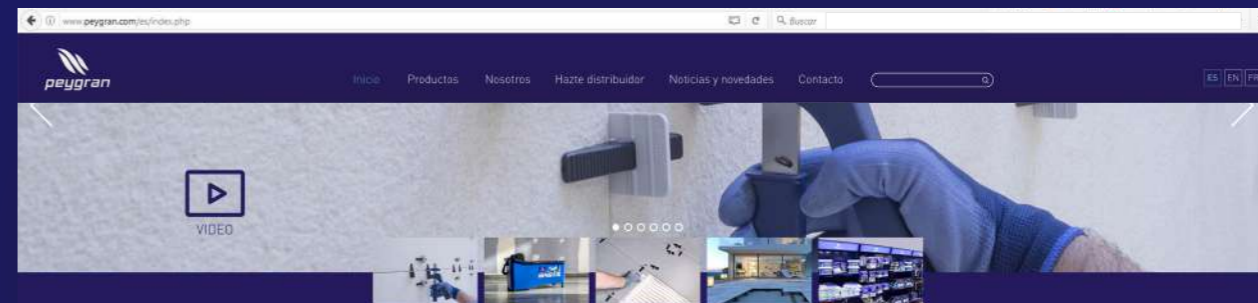 www.peygran.com/es/index.php
Buscar
peygran
Inicio Productos Nosotros Hazte distribuidor Noticias y novedades Contacto
ES EN FR
VIDEO